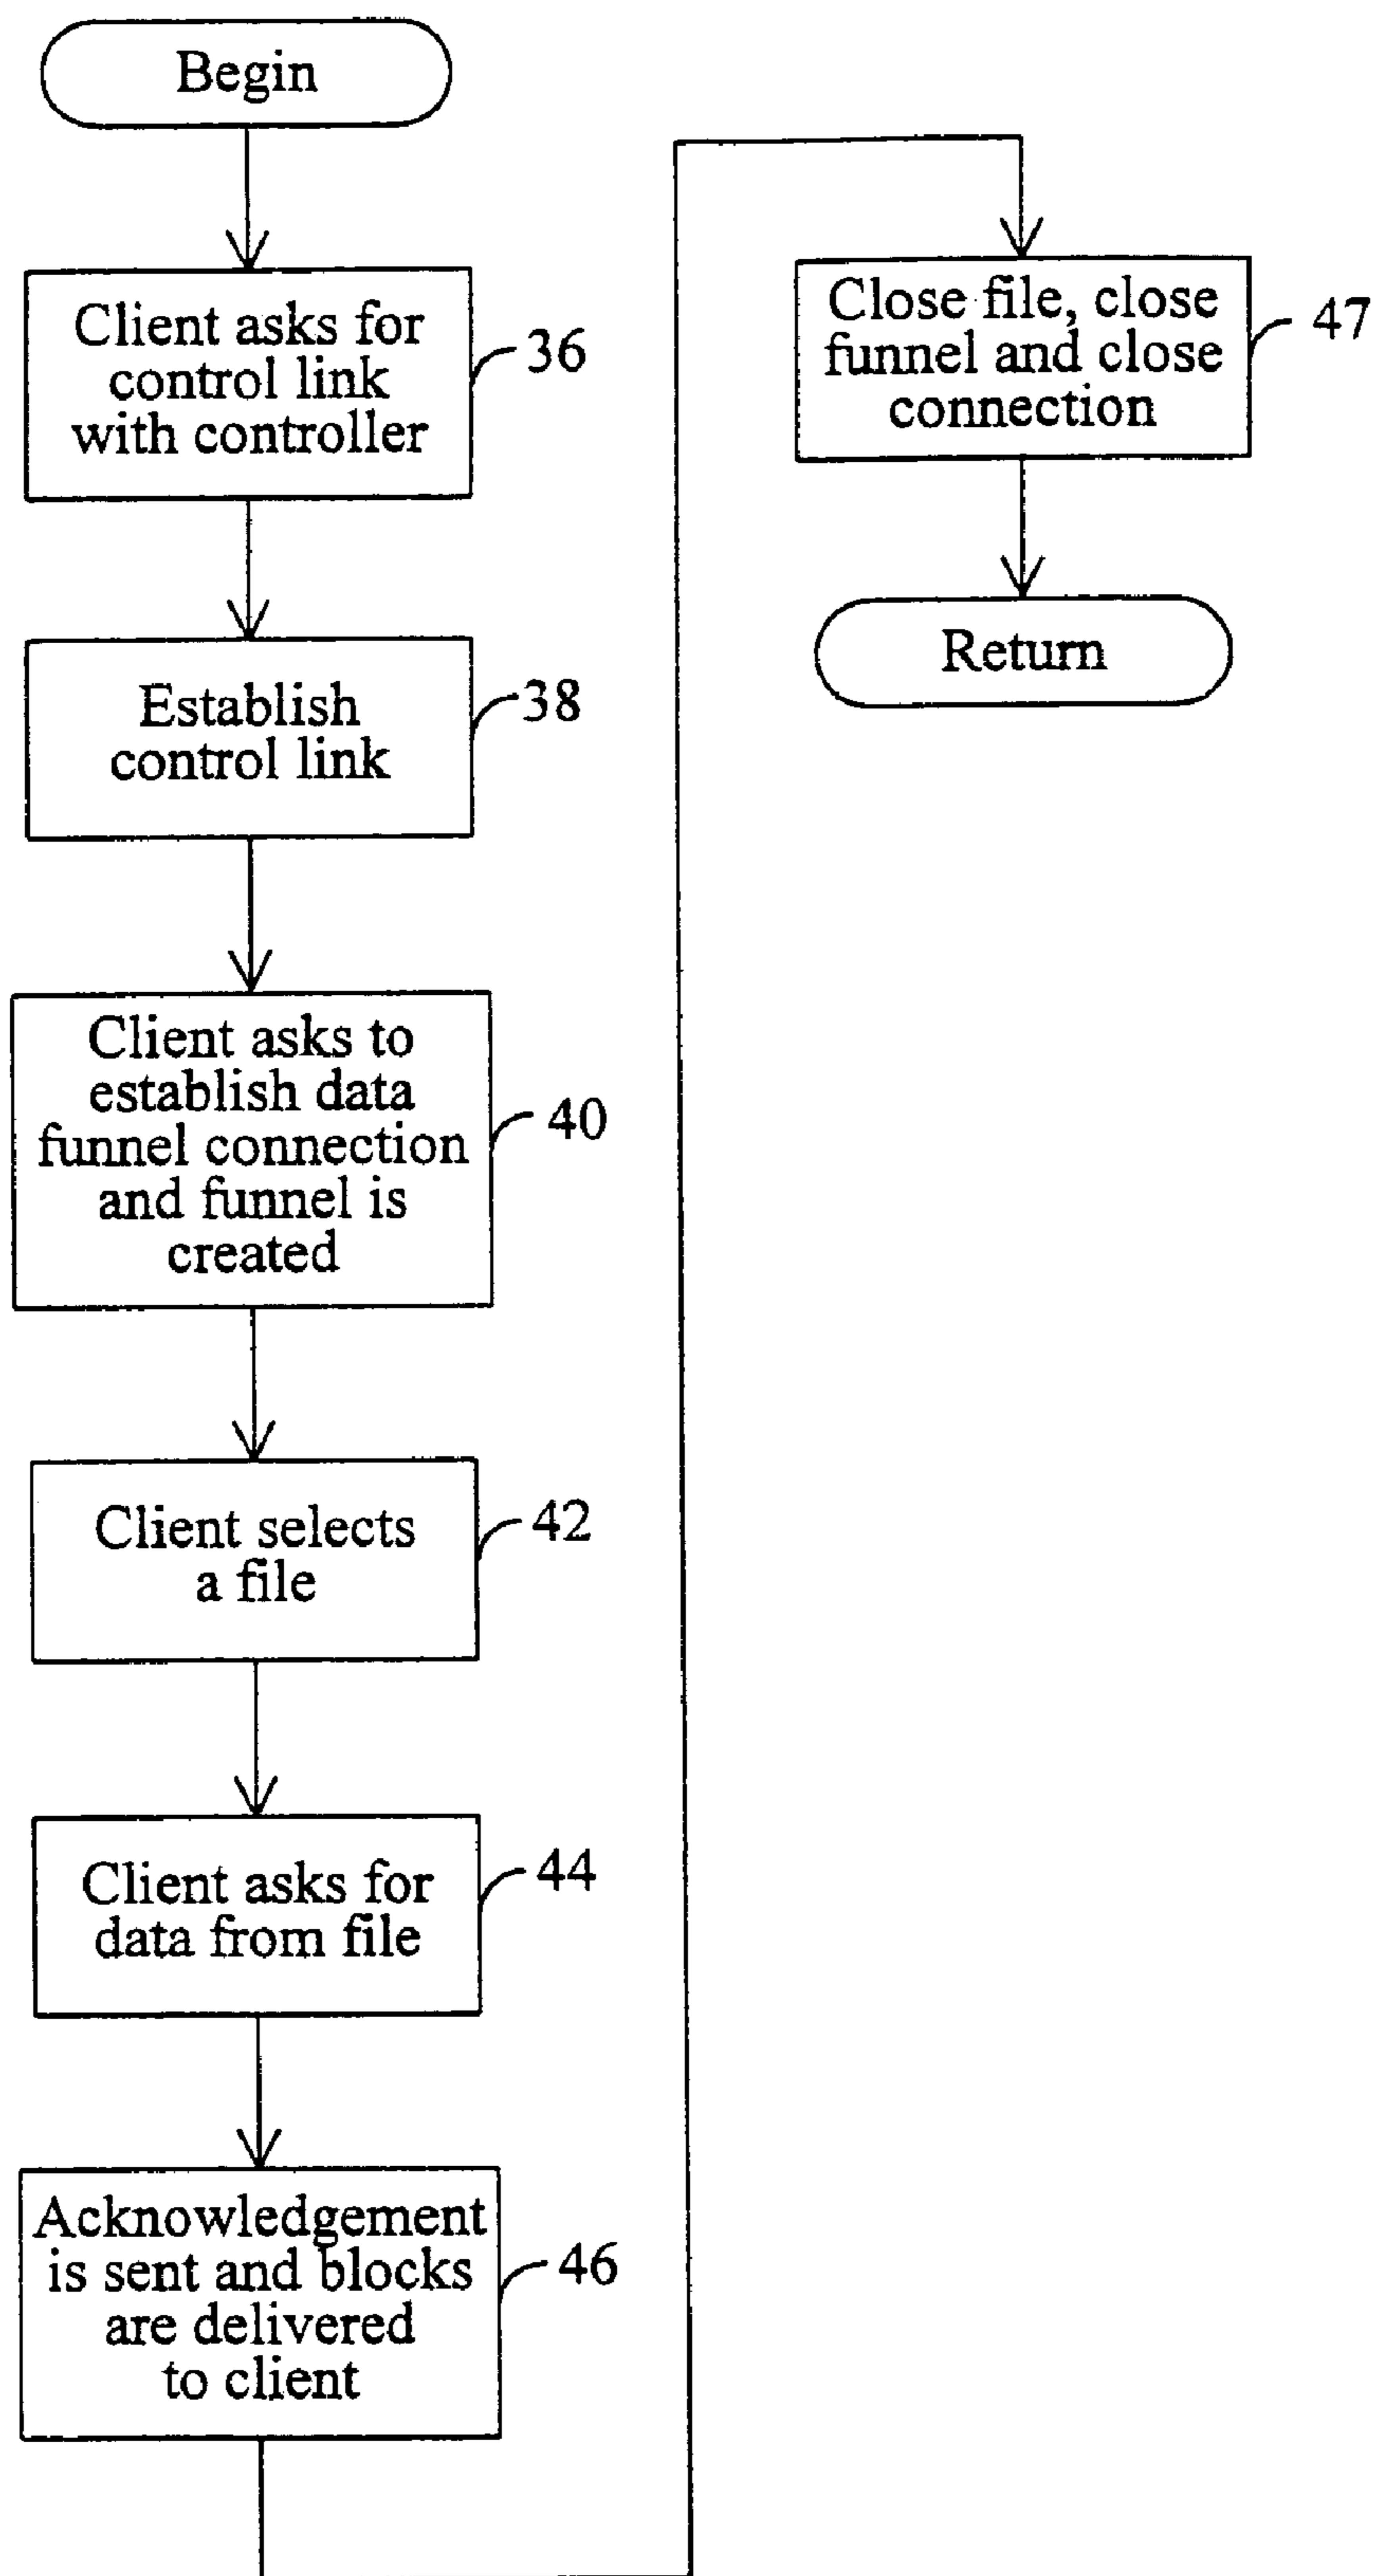 Begin
Client asks for
control link
with controller
36
Establish
control link
38
Client asks to
establish data
funnel connection
and funnel is
created
40
Client selects
a file
42
Client asks for
data from file
44
Acknowledgement
is sent and blocks
are delivered
to client
46
Close file, close
funnel and close
connection
47
Return